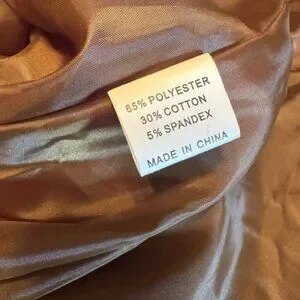 65% POLYESTER
30% COTTON
5% SPANDEX
MADE IN CHINA